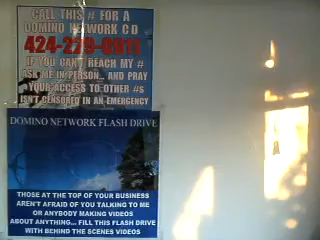 CALL THIS # FOR A
DOMINO NETWORK CD
424-229-0911
IF YOU CAN'T REACH MY #
ASK ME IN PERSON... AND PRAY
YOUR ACCESS TO OTHER #S
ISN'T CENSORED IN AN EMERGENCY
DOMINO NETWORK FLASH DRIVE
THOSE AT THE TOP OF YOUR BUSINESS
AREN'T AFRAID OF YOU TALKING TO ME
OR ANYBODY MAKING VIDEOS
ABOUT ANYTHING... FILL THIS FLASH DRIVE
WITH BEHIND THE SCENES VIDEOS